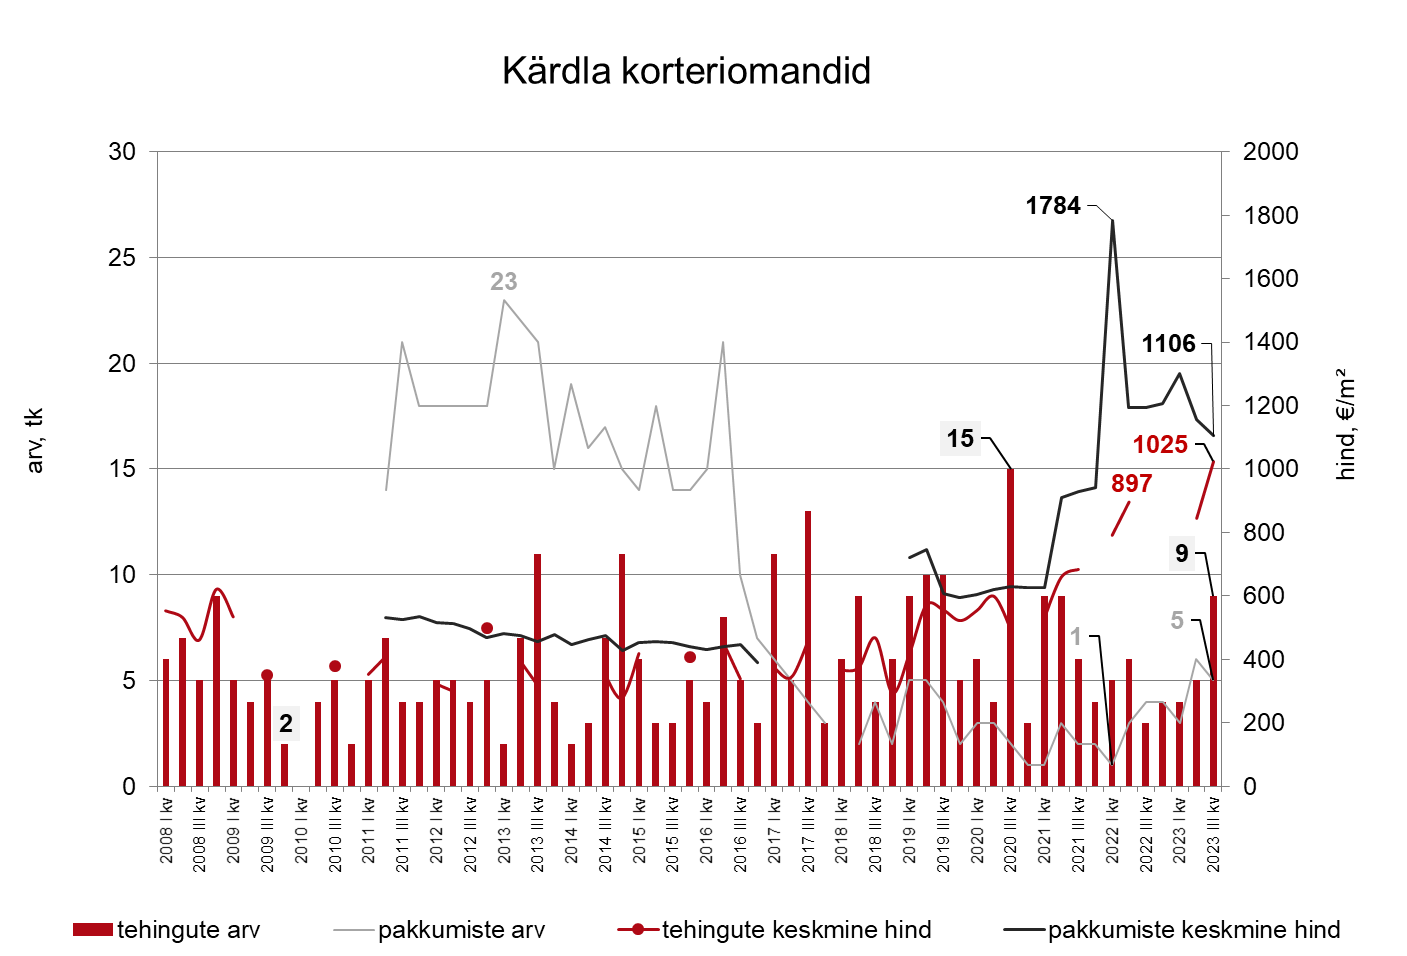 Kärdla korteriomandid
30
25
20
15
10
5
0
arv, tk
2000
1800
1600
1400
1200
1000
800
600
400
200
0
hind, €/m²
23
2
15
1784
1106
1025
897
9
1
5
2008 I kv
2008 III kv
2009 I kv
2009 III kv
2010 I kv
2010 III kv
2011 I kv
2011 III kv
2012 I kv
2012 III kv
2013 I kv
2013 III kv
2014 I kv
2014 III kv
2015 I kv
2015 III kv
2016 I kv
2016 III kv
2017 I kv
2017 III kv
2018 I kv
2018 III kv
2019 I kv
2019 III kv
2020 I kv
2020 III kv
2021 I kv
2021 III kv
2022 I kv
2022 III kv
2023 I kv
2023 III kv
tehingute arv
pakkumiste arv
tehingute keskmine hind
pakkumiste keskmine hind